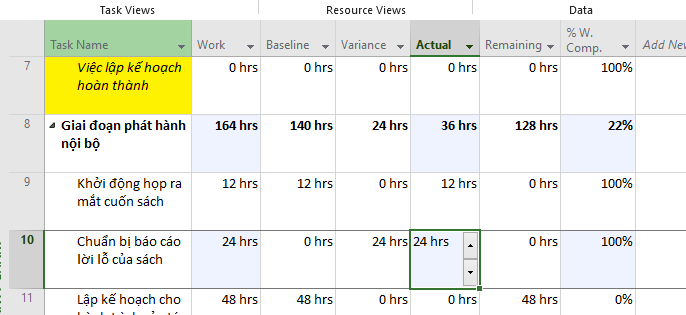 Task Views Resource Views Data
Task Name Work Baseline Variance Actual Remaining % W. Comp. Add New
7 Việc lập kế hoạch hoàn thành 0 hrs 0 hrs 0 hrs 0 hrs 0 hrs 100%
8 Giai đoạn phát hành nội bộ 164 hrs 140 hrs 24 hrs 36 hrs 128 hrs 22%
9 Khởi động họp ra mắt cuốn sách 12 hrs 12 hrs 0 hrs 12 hrs 0 hrs 100%
10 Chuẩn bị báo cáo lời lỗ của sách 24 hrs 0 hrs 24 hrs 24 hrs 0 hrs 100%
11 Lập kế hoạch cho 48 hrs 48 hrs 0 hrs 0 hrs 48 hrs 0%